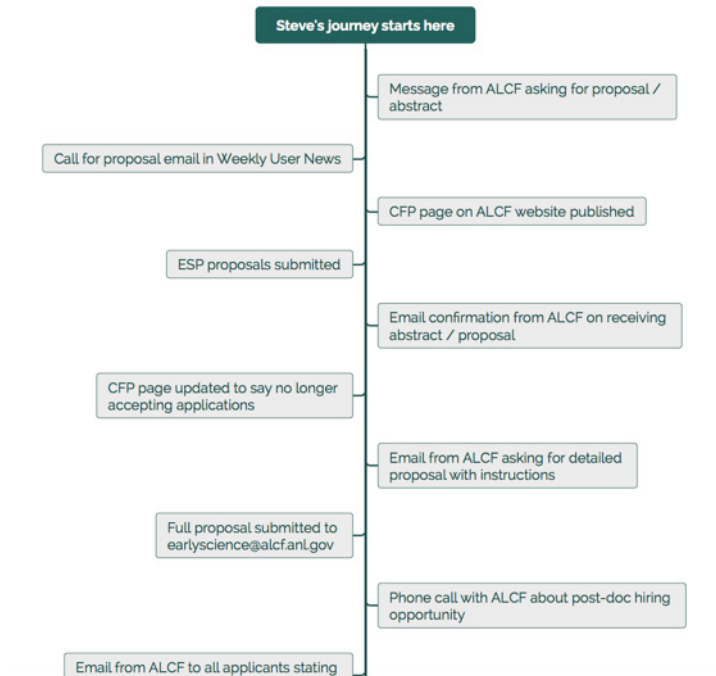 Steve's journey starts here
Message from ALCF asking for proposal /
abstract
Call for proposal email in Weekly User News
CFP page on ALCF website published
ESP proposals submitted
Email confirmation from ALCF on receiving
abstract / proposal
CFP page updated to say no longer
accepting applications
Email from ALCF asking for detailed
proposal with instructions
Full proposal submitted to
earlyscience@alcf.anl.gov
Phone call with ALCF about post-doc hiring
opportunity
Email from ALCF to all applicants stating